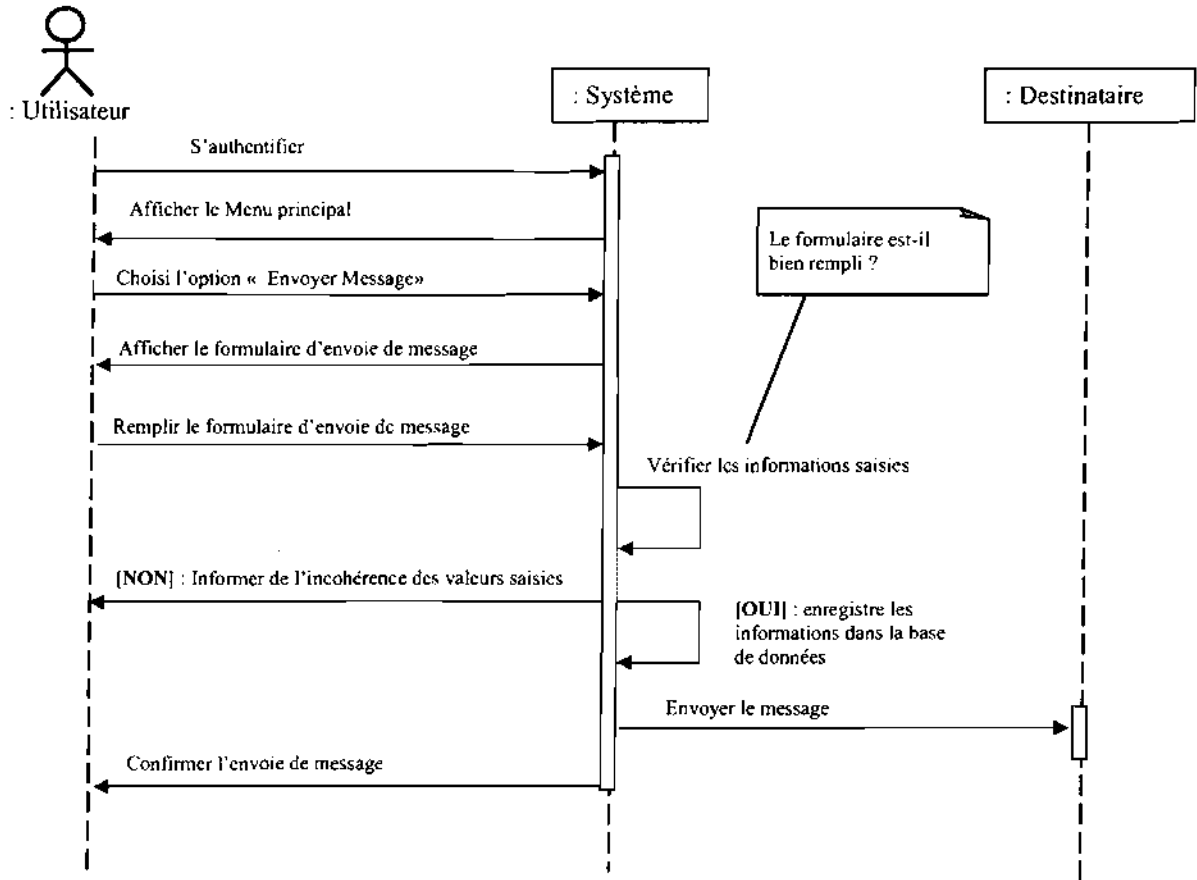 : Utilisateur
: Système
: Destinataire
S'authentifier
Afficher le Menu principal
Le formulaire est-il
bien rempli ?
Choisi l'option « Envoyer Message»
Afficher le formulaire d'envoie de message
Remplir le formulaire d'envoie de message
Vérifier les informations saisies
[NON] : Informer de l'incohérence des valeurs saisies
[OUI] : enregistre les
informations dans la base
de données
Envoyer le message
Confirmer l'envoie de message